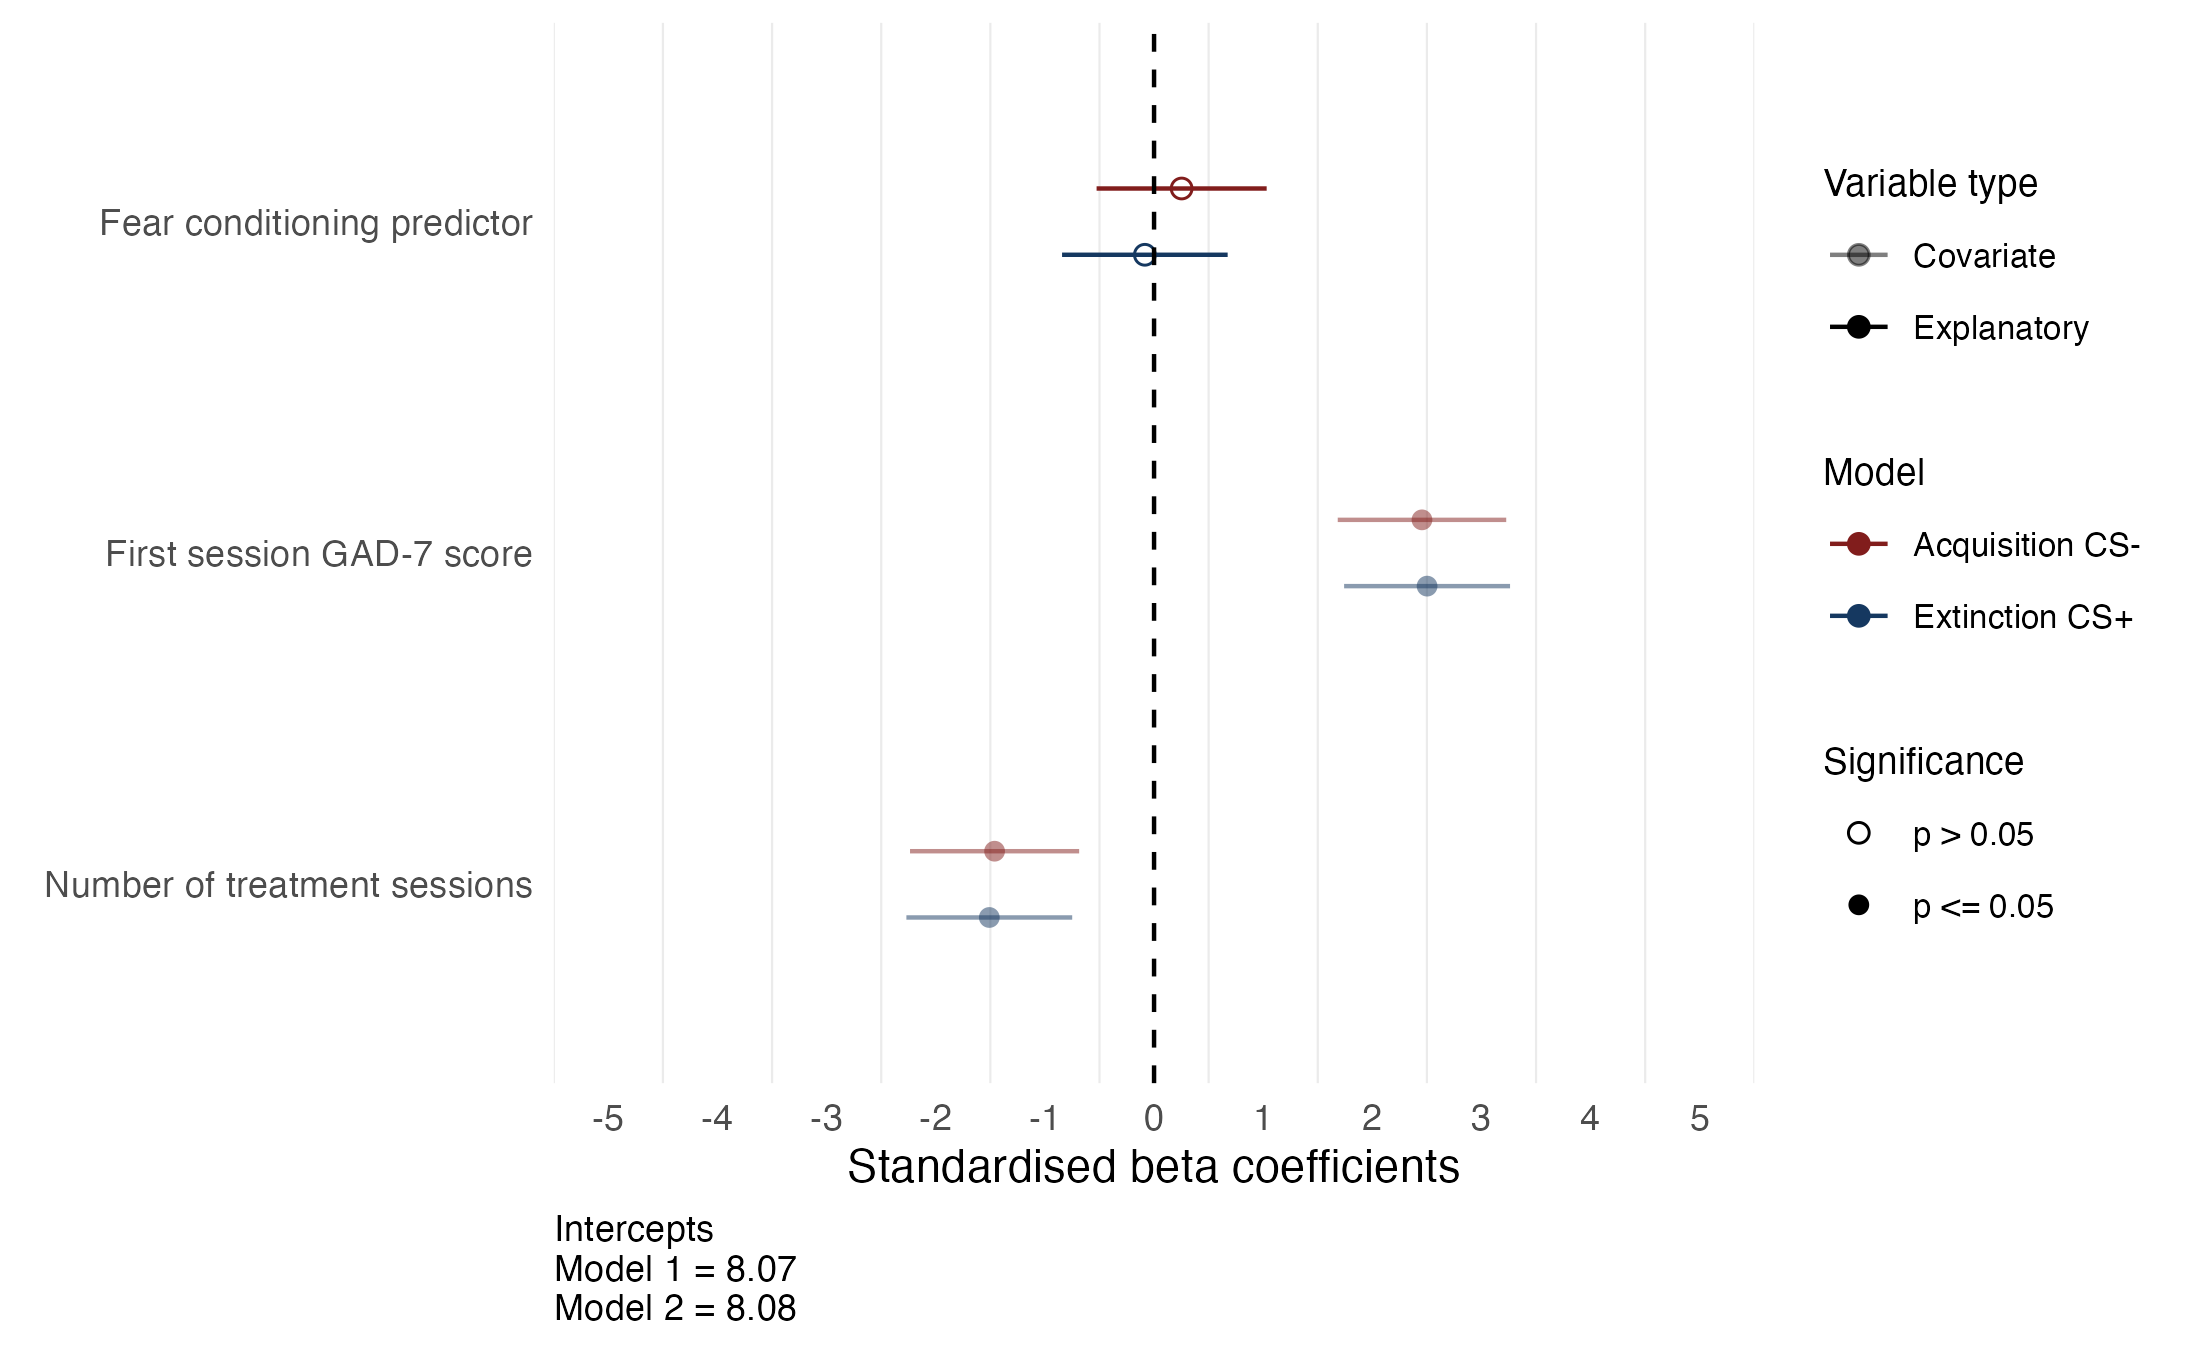 Fear conditioning predictor
First session GAD-7 score
Number of treatment sessions
-5 -4 -3 -2 -1 0 1 2 3 4 5
Standardised beta coefficients
Intercepts
Model 1 = 8.07
Model 2 = 8.08
Variable type
Covariate
Explanatory
Model
Acquisition CS-
Extinction CS+
Significance
p > 0.05
p <= 0.05